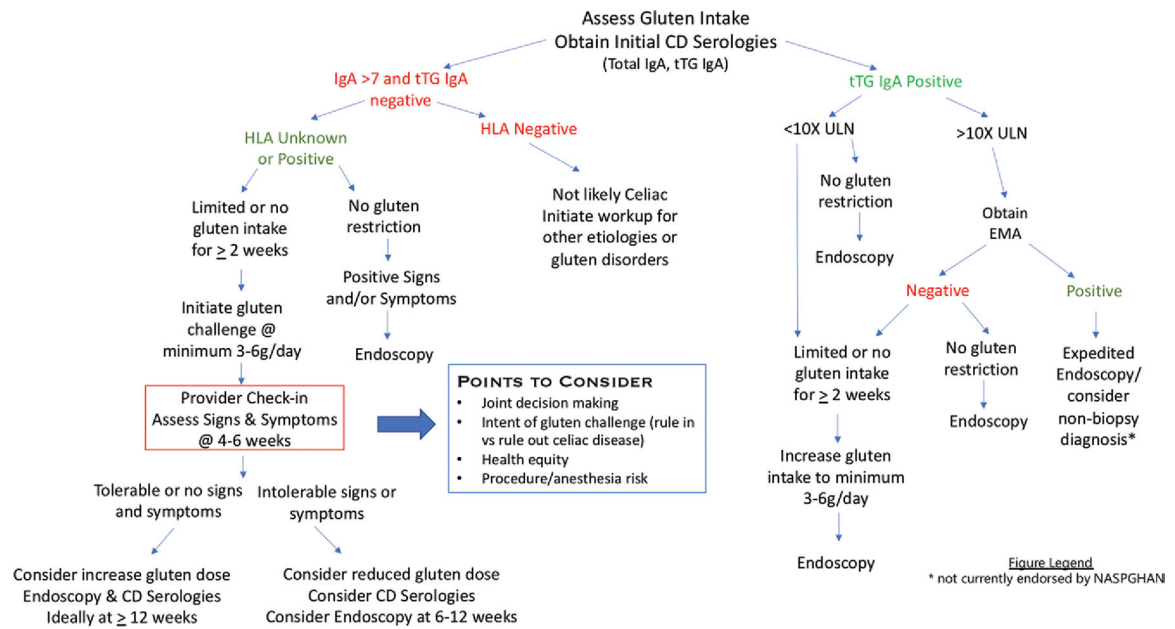 Assess Gluten Intake
Obtain Initial CD Serologies
(Total IgA, tTG IgA)
IgA >7 and tTG IgA
negative
HLA Unknown
or Positive
HLA Negative
Limited or no
gluten intake
for ≥ 2 weeks
No gluten
restriction
Not likely Celiac
Initiate workup for
other etiologies or
gluten disorders
Initiate gluten
challenge @
minimum 3-6g/day
Positive Signs
and/or Symptoms
Endoscopy
Provider Check-in
Assess Signs & Symptoms
@ 4-6 weeks
POINTS TO CONSIDER
• Joint decision making
• Intent of gluten challenge (rule in
vs rule out celiac disease)
• Health equity
• Procedure/anesthesia risk
Tolerable or no signs
and symptoms
Intolerable signs or
symptoms
Consider increase gluten dose
Endoscopy & CD Serologies
Ideally at ≥ 12 weeks
Consider reduced gluten dose
Consider CD Serologies
Consider Endoscopy at 6-12 weeks
tTG IgA Positive
<10X ULN
>10X ULN
No gluten
restriction
Endoscopy
Obtain
EMA
Negative
Positive
Limited or no
gluten intake
for ≥ 2 weeks
No gluten
restriction
Endoscopy
Expedited
Endoscopy/
consider
non-biopsy
diagnosis*
Increase gluten
intake to minimum
3-6g/day
Endoscopy
Figure Legend
* not currently endorsed by NASPGHAN